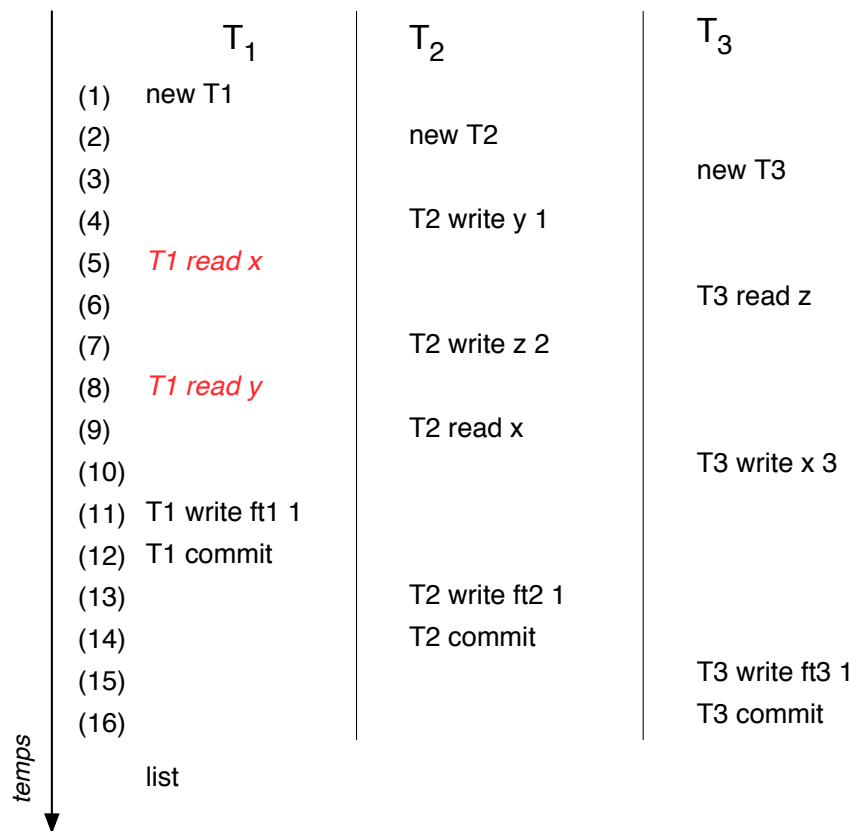 T1 T2 T3
(1) new T1
(2) new T2
(3) new T3
(4) T2 write y 1
(5) T1 read x
(6) T3 read z
(7) T2 write z 2
(8) T1 read y
(9) T2 read x
(10) T3 write x 3
(11) T1 write ft1 1
(12) T1 commit
(13) T2 write ft2 1
(14) T2 commit
(15) T3 write ft3 1
(16) T3 commit
list
temps